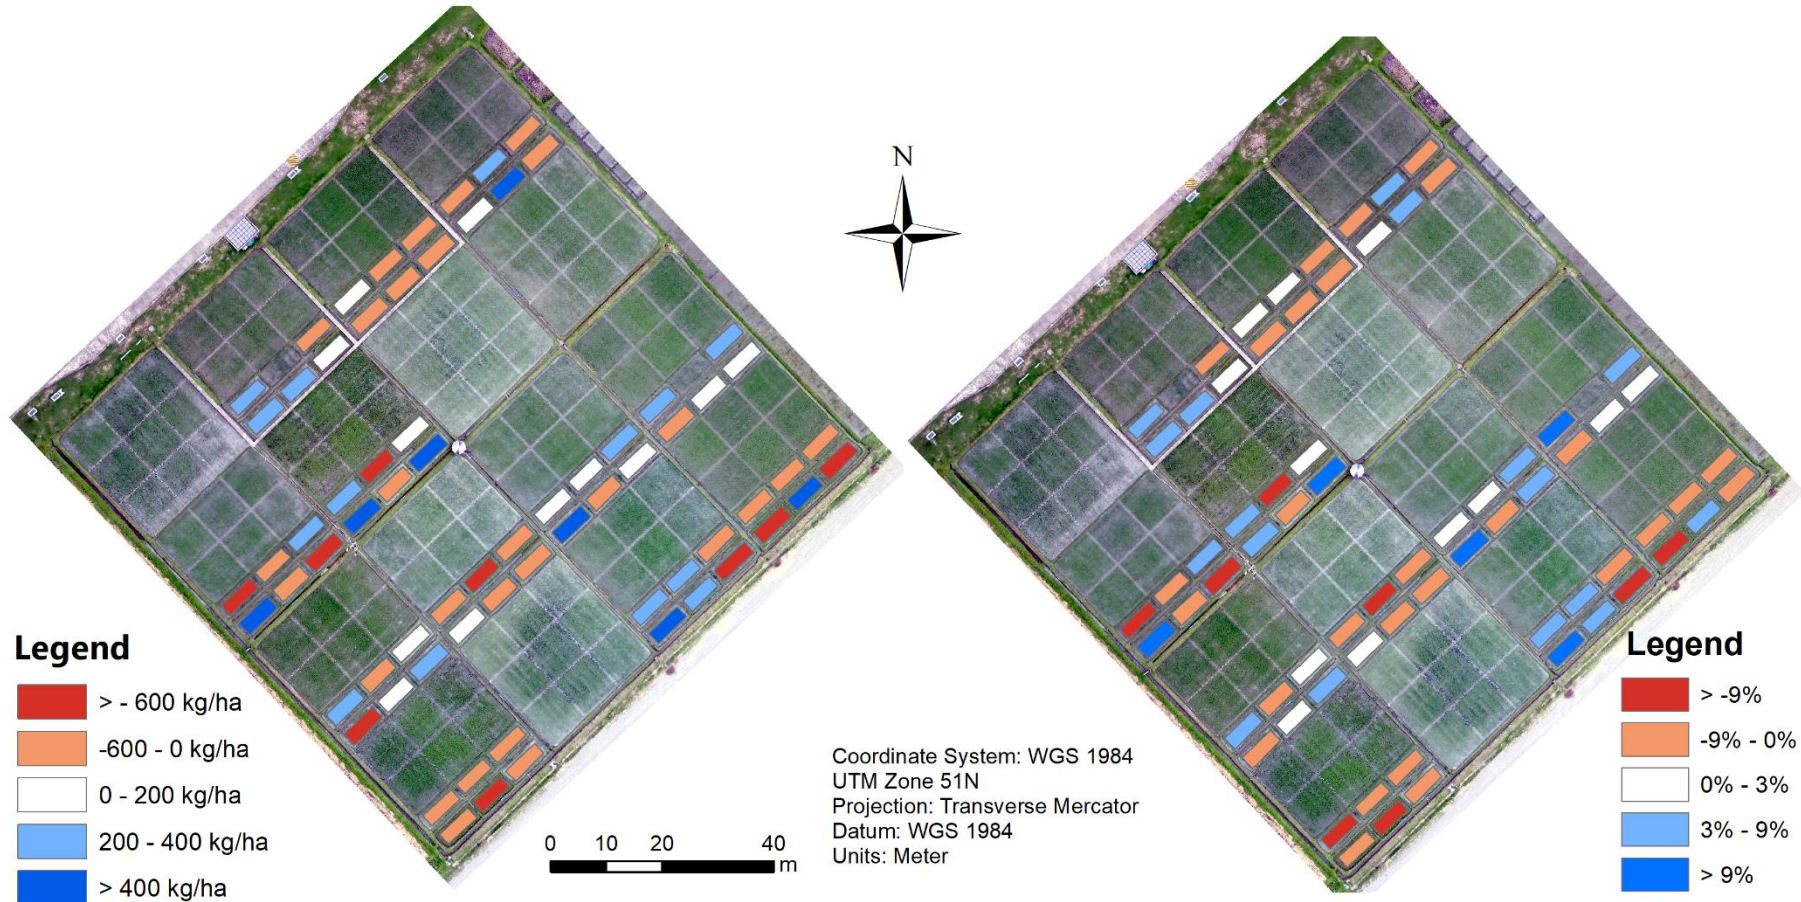 N
Legend
> - 600 kg/ha
-600 - 0 kg/ha
0 - 200 kg/ha
200 - 400 kg/ha
> 400 kg/ha
0 10 20 40
m
Coordinate System: WGS 1984
UTM Zone 51N
Projection: Transverse Mercator
Datum: WGS 1984
Units: Meter
Legend
> -9%
-9% - 0%
0% - 3%
3% - 9%
> 9%